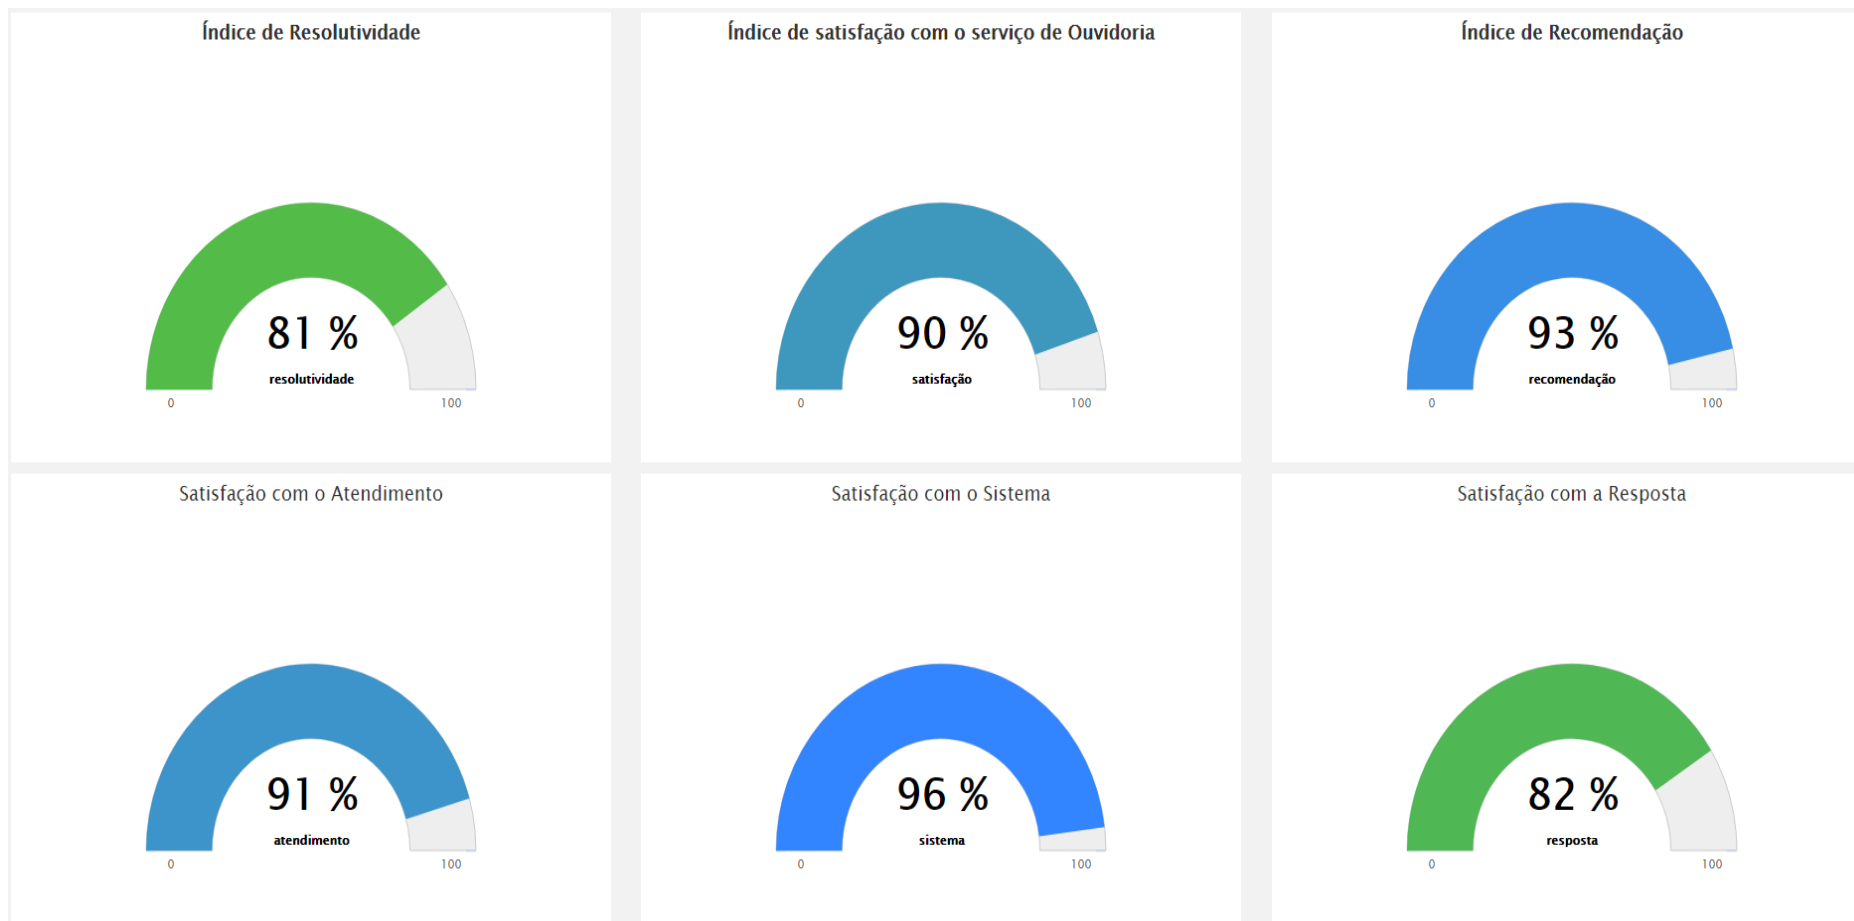 Índice de Resolutividade
81 %
resolutividade
0
100
Índice de satisfação com o serviço de Ouvidoria
90 %
satisfação
0
100
Índice de Recomendação
93 %
recomendação
0
100
Satisfação com o Atendimento
91 %
atendimento
0
100
Satisfação com o Sistema
96 %
sistema
0
100
Satisfação com a Resposta
82 %
resposta
0
100